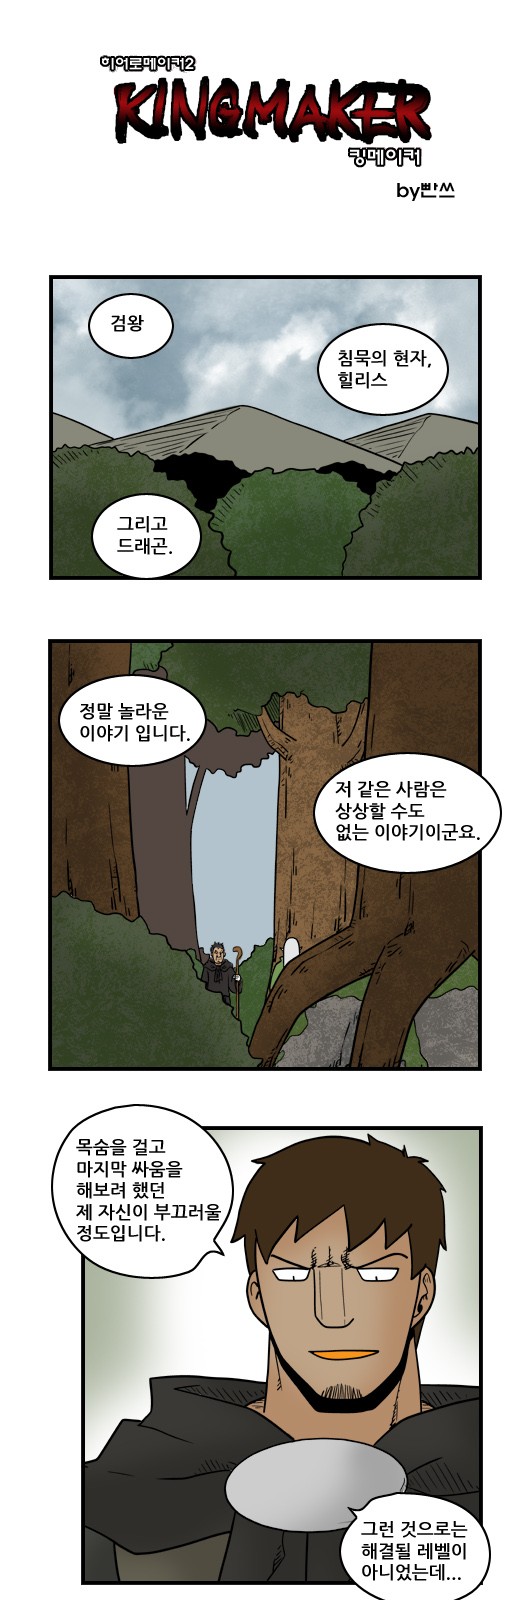 히어로메이커2
KINGMAKER
킹메이커
by빤쓰
검왕
침묵의 현자,
힐리스
그리고
드래곤.
정말 놀라운
이야기 입니다.
저 같은 사람은
상상할 수도
없는 이야기이군요.
목숨을 걸고
마지막 싸움을
해보려 했던
제 자신이 부끄러울
정도입니다.
그런 것으로는
해결될 레벨이
아니었는데...